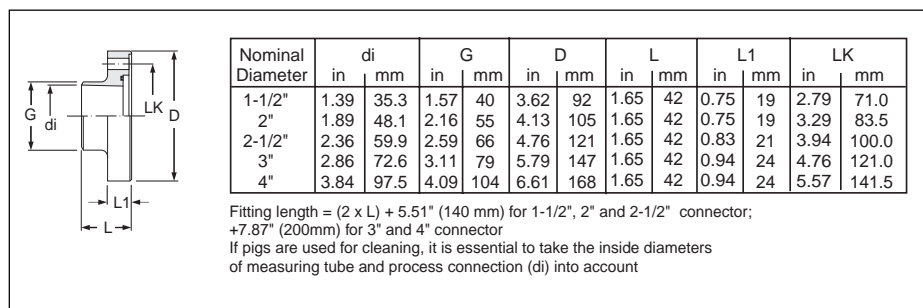 G
di
LK
D
L1
L
Nominal Diameter di G D L L1 LK
in mm in mm in mm in mm in mm in mm
1-1/2" 1.39 35.3 1.57 40 3.62 92 1.65 42 0.75 19 2.79 71.0
2" 1.89 48.1 2.16 55 4.13 105 1.65 42 0.75 19 3.29 83.5
2-1/2" 2.36 59.9 2.59 66 4.76 121 1.65 42 0.83 21 3.94 100.0
3" 2.86 72.6 3.11 79 5.79 147 1.65 42 0.94 24 4.76 121.0
4" 3.84 97.5 4.09 104 6.61 168 1.65 42 0.94 24 5.57 141.5
Fitting length = (2 x L) + 5.51" (140 mm) for 1-1/2", 2" and 2-1/2" connector;
+7.87" (200mm) for 3" and 4" connector
If pigs are used for cleaning, it is essential to take the inside diameters
of measuring tube and process connection (di) into account